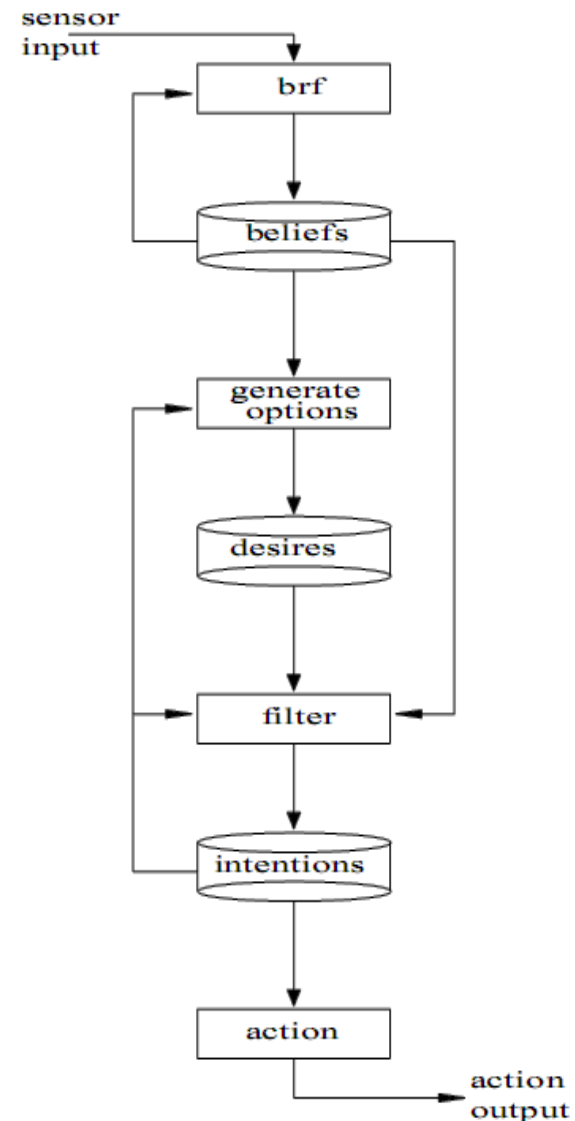 sensor
input
brf
beliefs
generate
options
desires
filter
intentions
action
action
output